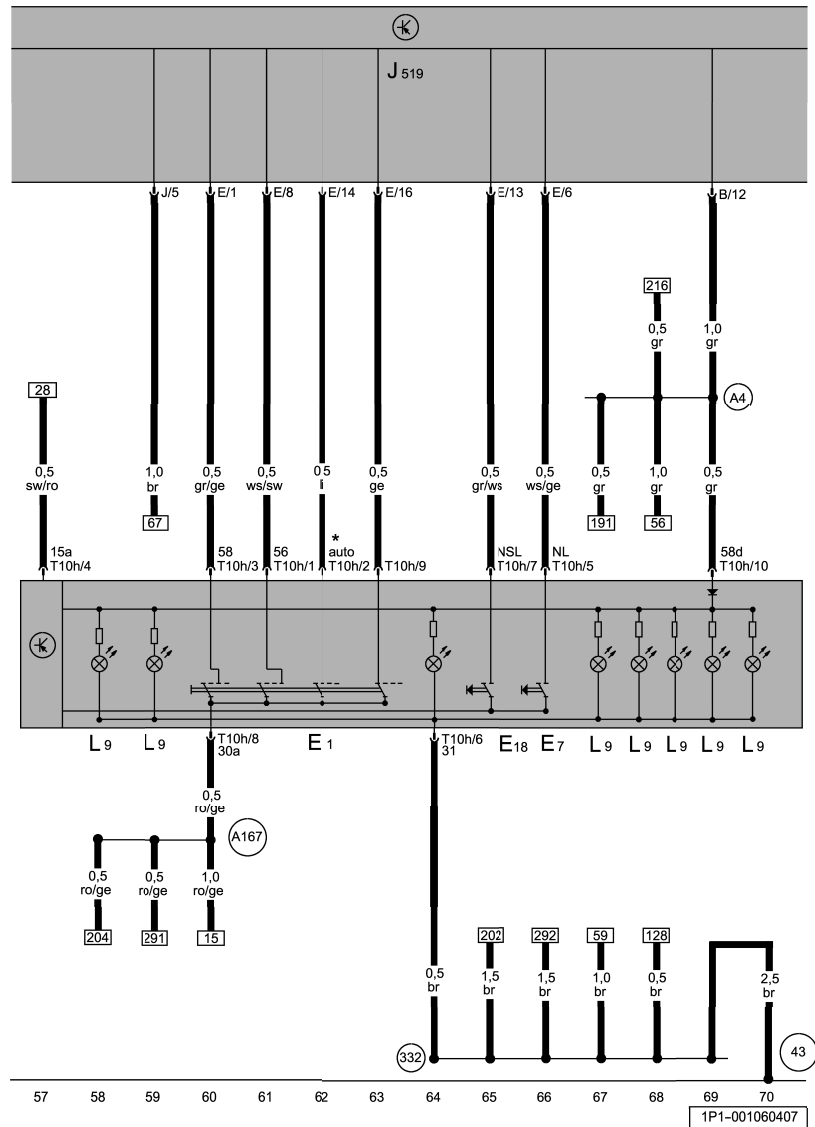 J 519
J/5 E/1 E/8 E/14 E/16 E/13 E/6 B/12
216
0,5 1,0
gr gr
28
A4
0,5 1,0 0,5 0,5 0,5 0,5 0,5 0,5 0,5 1,0 0,5
sw/ro br gr/ge ws/sw li ge gr/ws ws/ge gr gr gr
67 191 56
*
15a 58 56 auto NSL NL 58d
T10h/4 T10h/3 T10h/1 T10h/2 T10h/9 T10h/7 T10h/5 T10h/10
L 9 L 9 T10h/8 E 1 T10h/6 E 18 E 7 L 9 L 9 L 9 L 9 L 9
30a 31
0,5
ro/ge
A167
0,5 0,5 1,0
ro/ge ro/ge ro/ge
204 291 15
202 292 59 128
0,5 1,5 1,5 1,0 0,5 2,5
br br br br br br
332 43
57 58 59 60 61 62 63 64 65 66 67 68 69 70
1P1-001060407